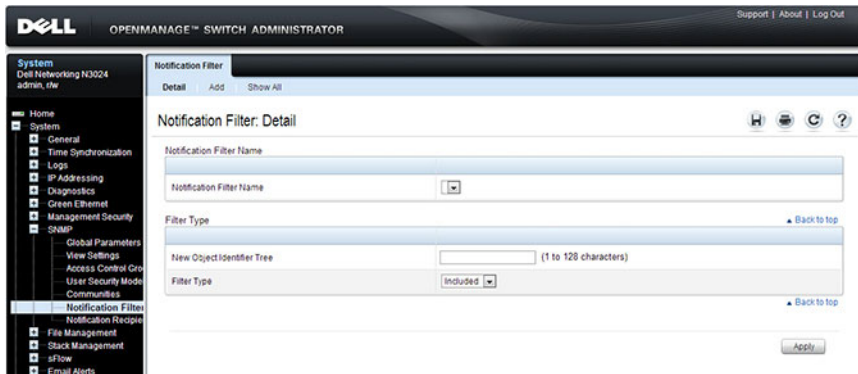 DELL
OPENMANAGE™ SWITCH ADMINISTRATOR
Support | About | Log Out
System
Dell Networking N3024
admin, r/w
Home
System
General
Time Synchronization
Logs
IP Addressing
Diagnostics
Green Ethernet
Management Security
SNMP
Global Parameters
View Settings
Access Control Gro
User Security Mode
Communities
Notification Filter
Notification Recipie
File Management
Stack Management
sFlow
Email Alerts
Notification Filter
Detail Add Show All
Notification Filter: Detail
Notification Filter Name
Notification Filter Name
Filter Type
▲ Back to top
New Object Identifier Tree (1 to 128 characters)
Filter Type Included
▲ Back to top
Apply